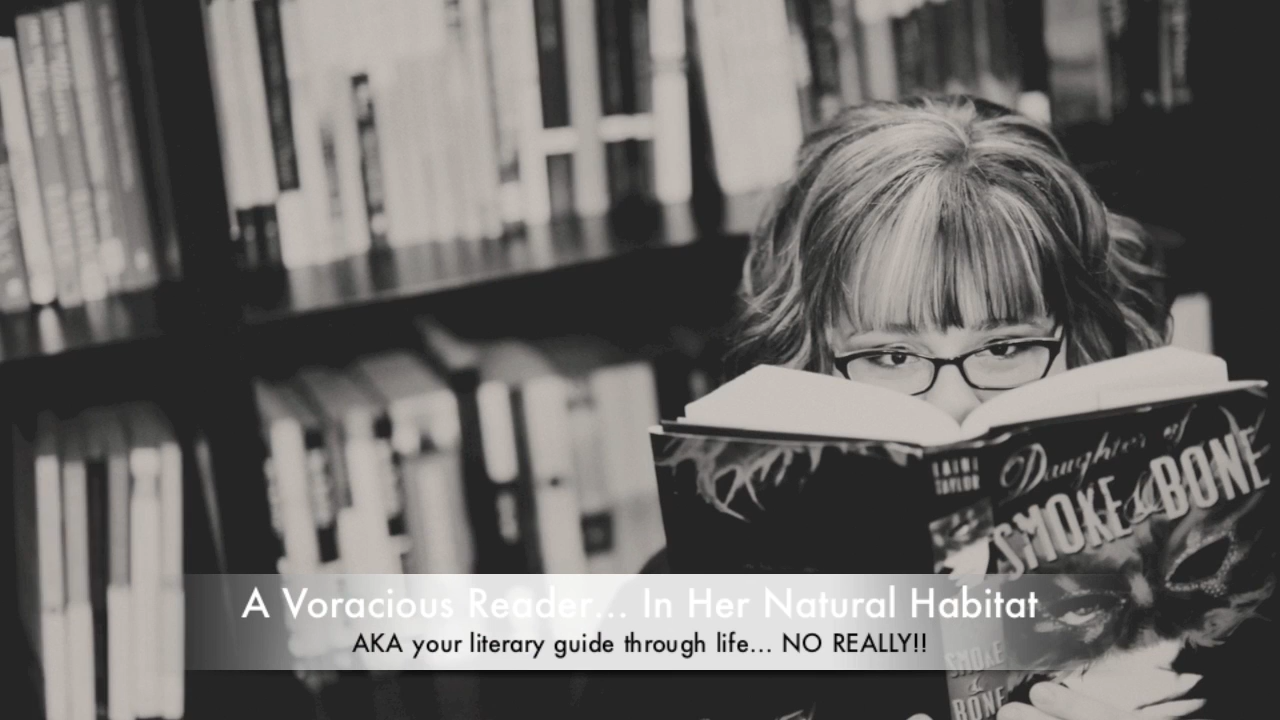 Daughter of
SMOKE & BONE
LAINI
TAYLOR
SMOKE
&
BONE
A Voracious Reader... In Her Natural Habitat
AKA your literary guide through life... NO REALLY!!